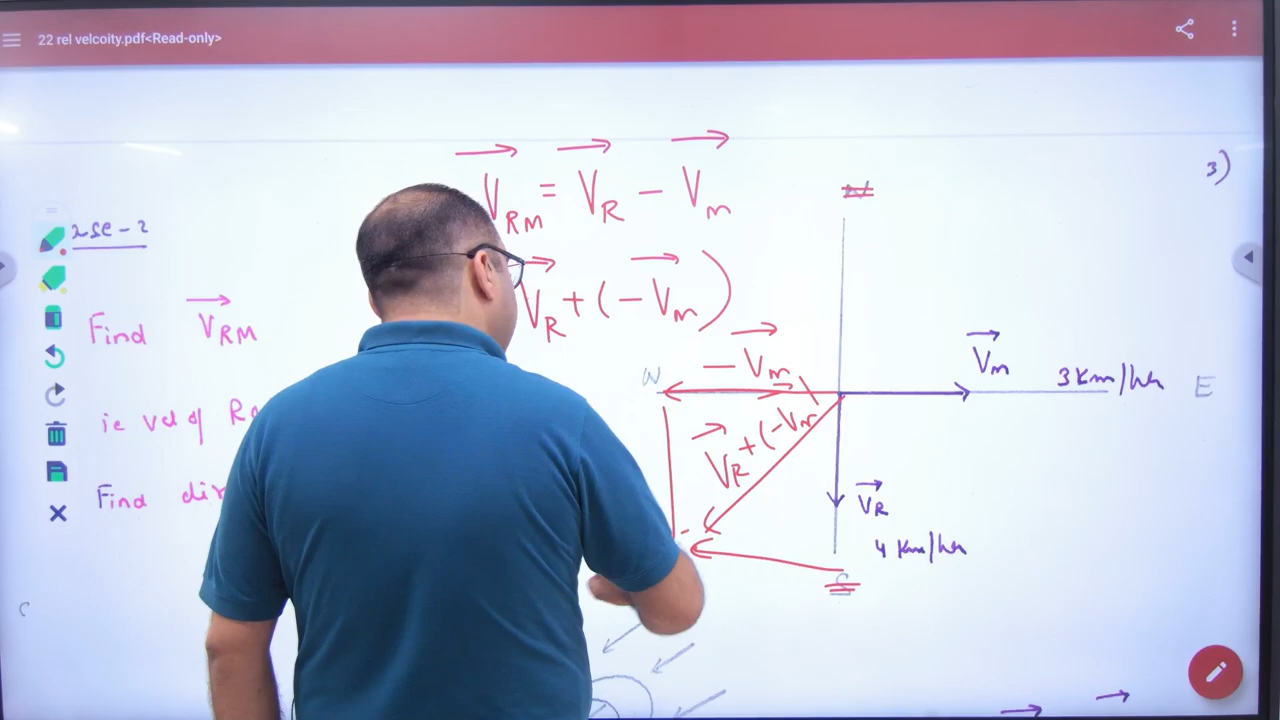 22 rel velcoity.pdf<Read-only>
3)
V_RM = V_R - V_m
N
V_R + (-V_m)
Find V_RM
-V_m
V_m
3 Km/hr
W
E
V_R + (-V_m
ie vel of
Find
V_R
4 Km/hr
S